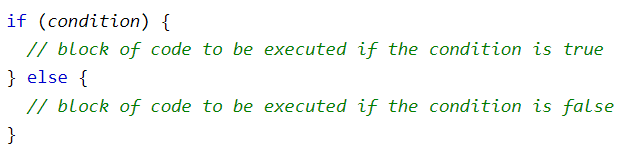 if (condition) {
  // block of code to be executed if the condition is true
} else {
  // block of code to be executed if the condition is false
}